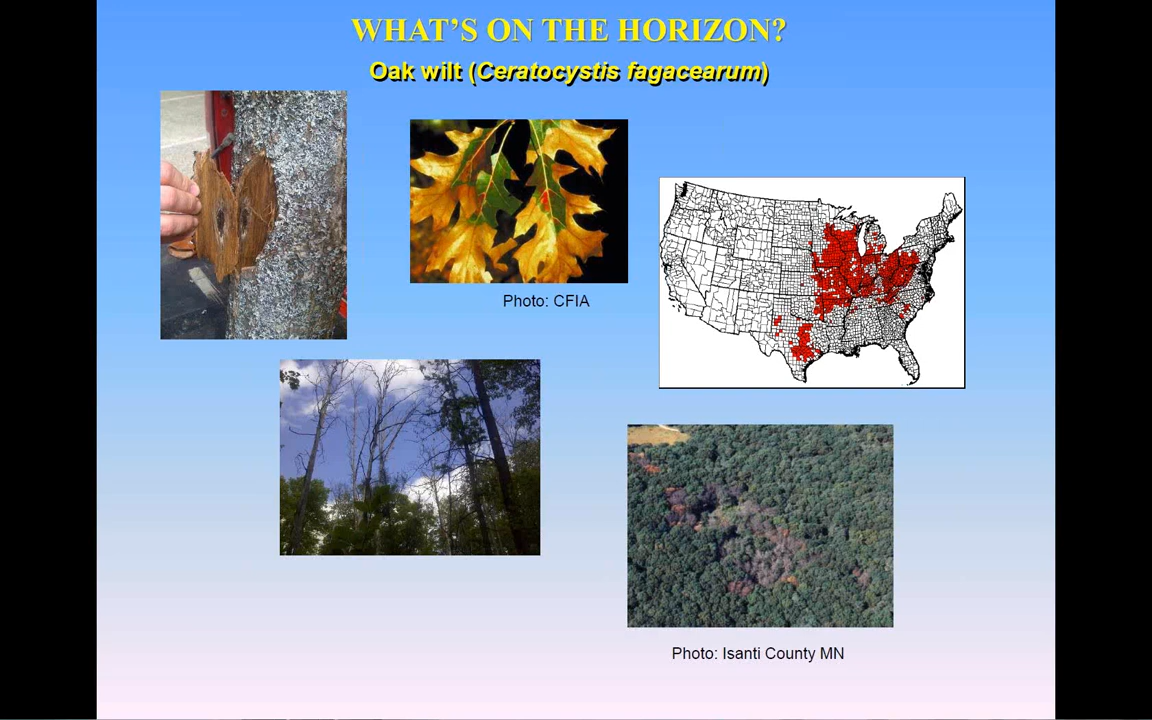 WHAT'S ON THE HORIZON?
Oak wilt (Ceratocystis fagacearum)
Photo: CFIA
Photo: Isanti County MN